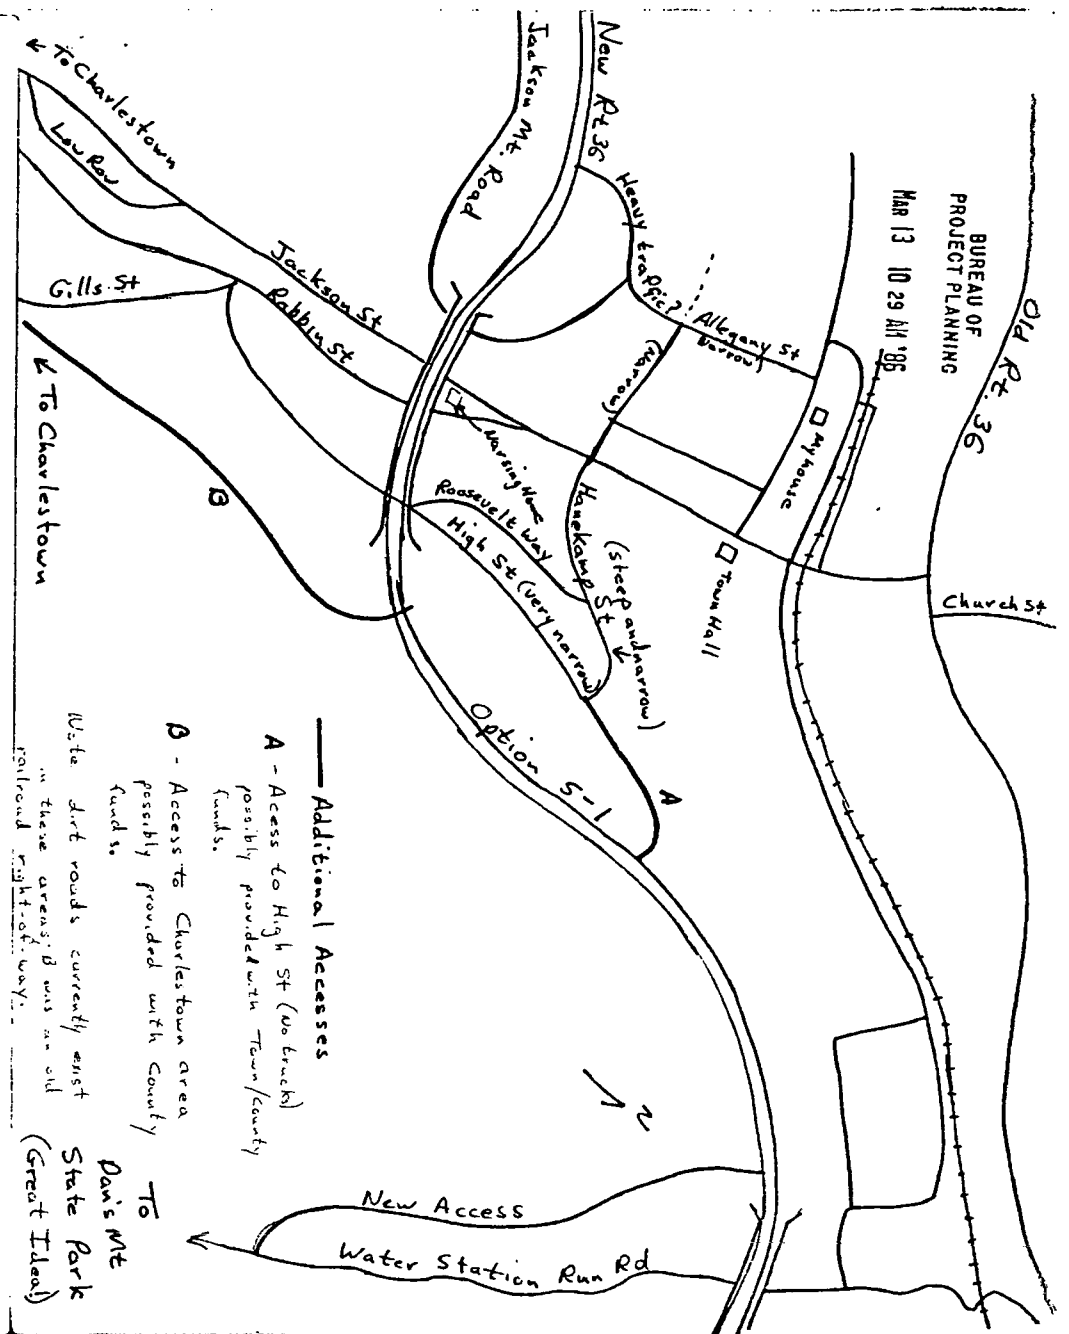 BUREAU OF
PROJECT PLANNING
MAR 13 10 29 AM '86
Old Rt. 36
New Rt 36
Jackson Mt. Road
Heavy traffic?
Allegany St
(Narrow)
(Narrow)
My house
Town Hall
Church St
← To Charlestown
Low Row
Jackson St
Robbin St.
Gills St
Nursing Home
Roosevelt Way
High St (very narrow)
Hanekamp St
(steep and narrow)
← To Charlestown
B
A
Option S-1
Additional Accesses
A - Access to High St (No trucks)
possibly provided with Town/County
funds.
B - Access to Charlestown area
possibly provided with County
funds.
Note dirt roads currently exist
in these areas; B was an old
railroad right-of-way.
N
New Access
Water Station Run Rd
To
Dan's Mt
State Park
(Great Idea!)